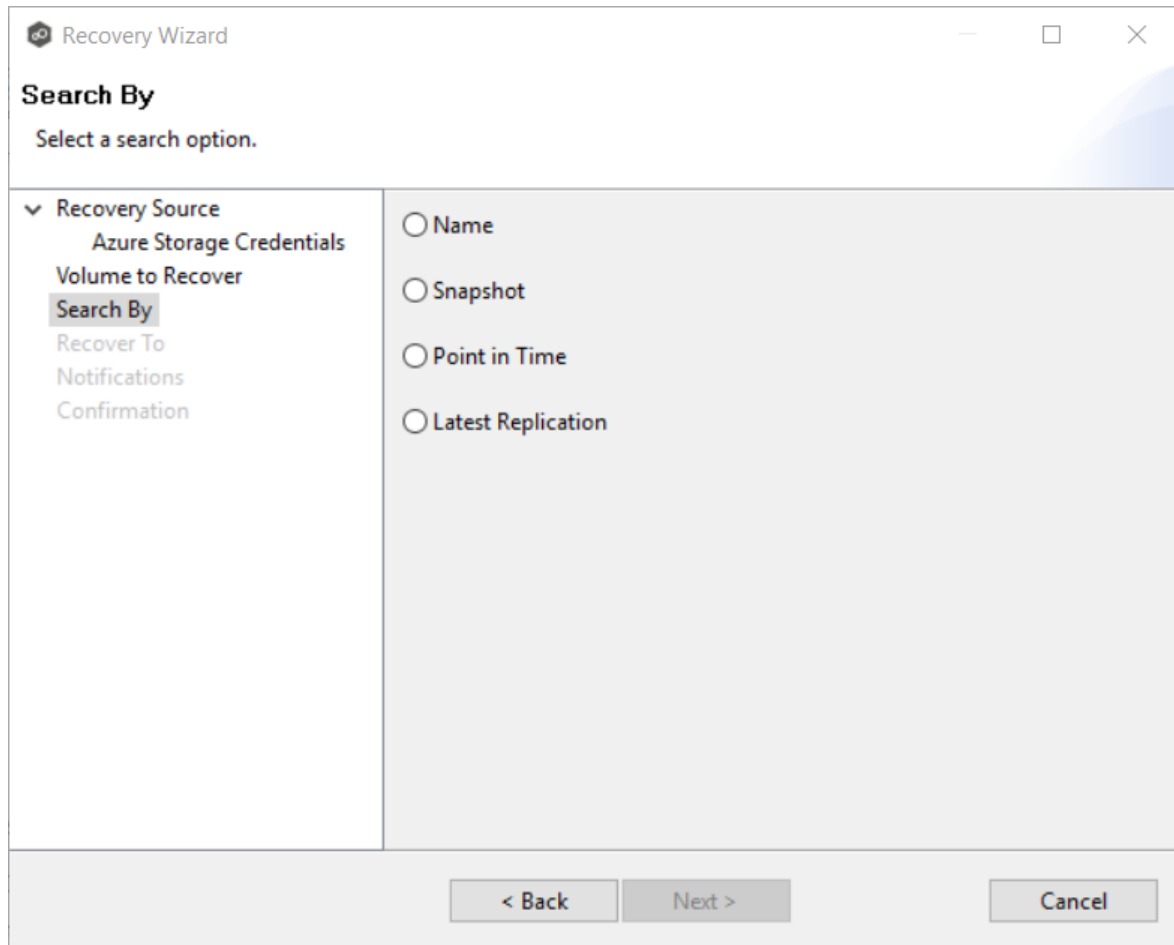 Recovery Wizard
Search By
Select a search option.
Recovery Source
Azure Storage Credentials
Volume to Recover
Search By
Recover To
Notifications
Confirmation
Name
Snapshot
Point in Time
Latest Replication
< Back
Next >
Cancel